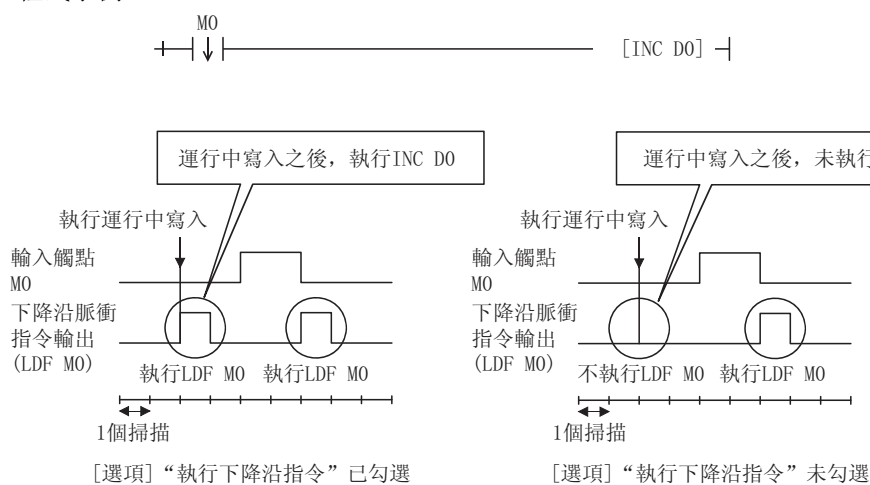 M0
[INC D0]
運行中寫入之後，執行INC D0
執行運行中寫入
輸入觸點
M0
下降沿脈衝
指令輸出
(LDF M0)
執行LDF M0 執行LDF M0
1個掃描
[選項]“執行下降沿指令”已勾選
運行中寫入之後，未執行
執行運行中寫入
輸入觸點
M0
下降沿脈衝
指令輸出
(LDF M0)
不執行LDF M0 執行LDF M0
1個掃描
[選項]“執行下降沿指令”未勾選